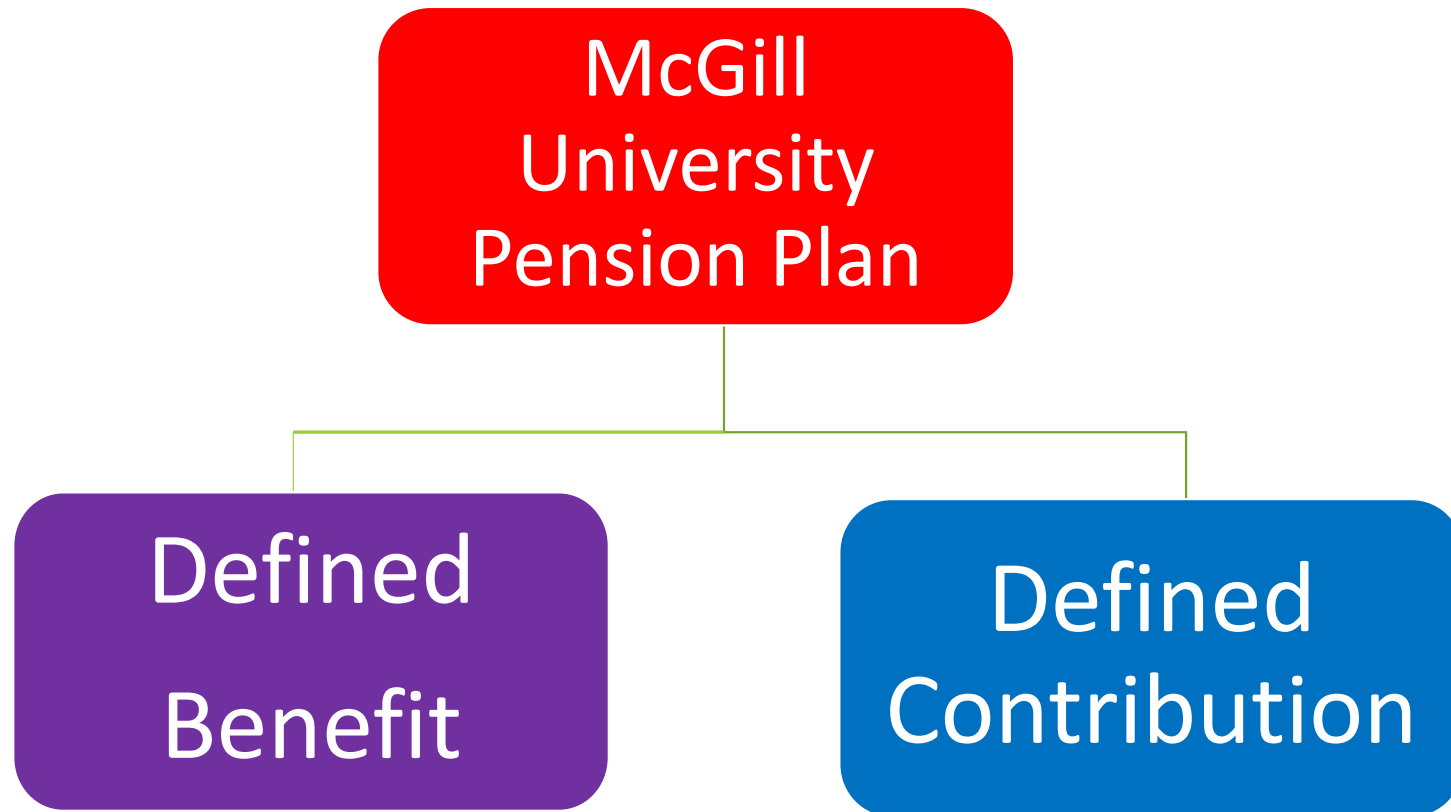 McGill
University
Pension Plan
Defined
Benefit
Defined
Contribution